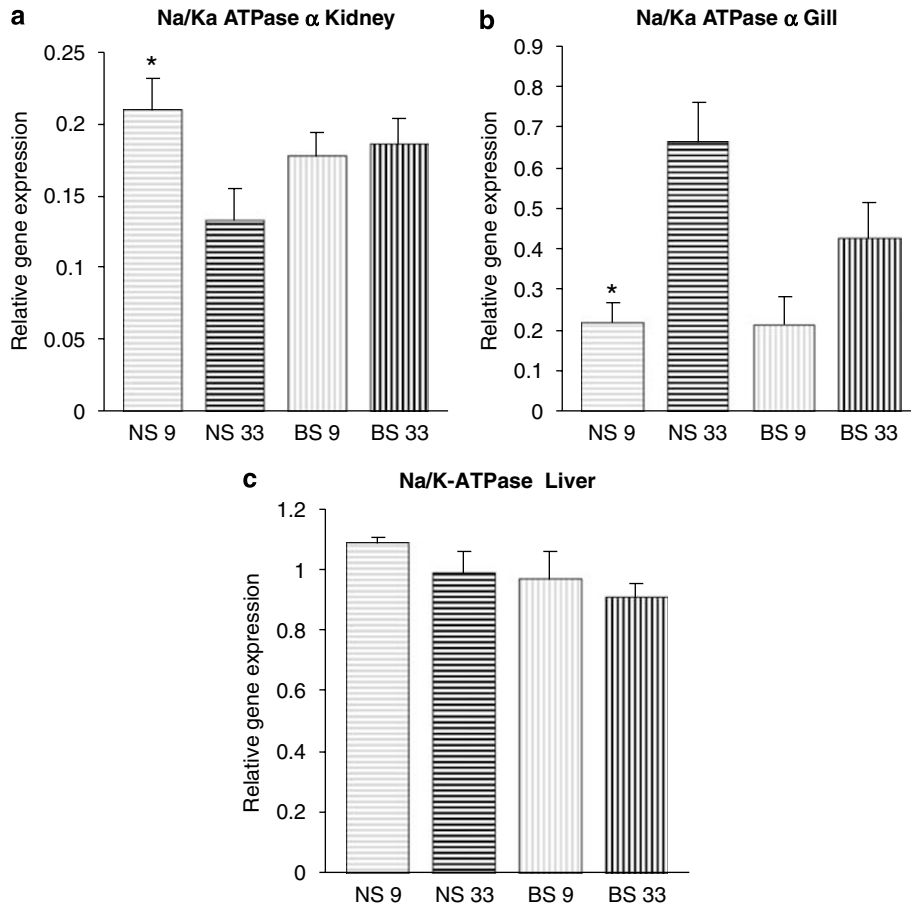 a
Na/Ka ATPase α Kidney
Relative gene expression
0.25
0.2
0.15
0.1
0.05
0
*
NS 9 NS 33 BS 9 BS 33
b
Na/Ka ATPase α Gill
Relative gene expression
0.9
0.8
0.7
0.6
0.5
0.4
0.3
0.2
0.1
0
*
NS 9 NS 33 BS 9 BS 33
c
Na/K-ATPase Liver
Relative gene expression
1.2
1
0.8
0.6
0.4
0.2
0
NS 9 NS 33 BS 9 BS 33